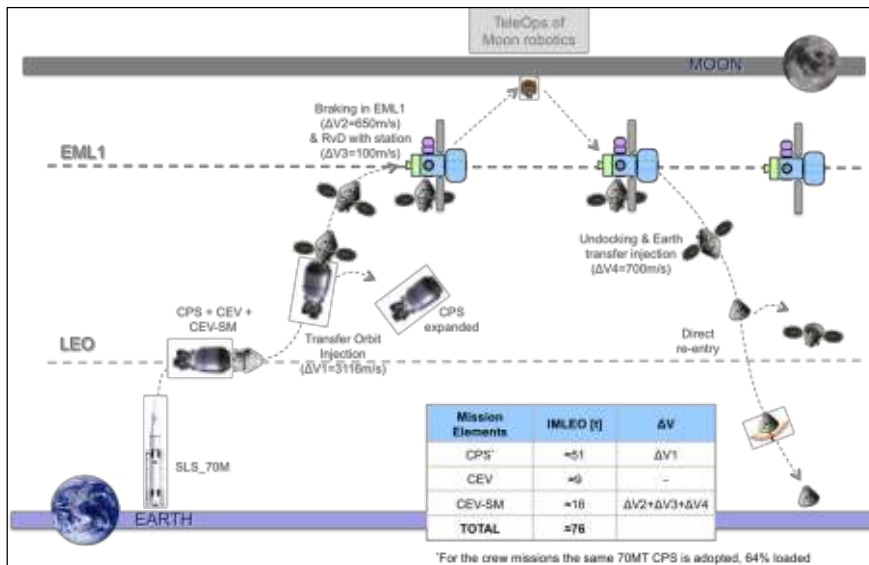 TeleOps of
Moon robotics
MOON
Braking in EML1
(ΔV2=650m/s)
& RvD with station
(ΔV3=100m/s)
EML1
Undocking & Earth
transfer injection
(ΔV4=700m/s)
CPS + CEV +
CEV-SM
CPS
expanded
LEO
Transfer Orbit
Injection
(ΔV1=3116m/s)
Direct
re-entry
SLS_70M
Mission
Elements
IMLEO [t]
ΔV
CPS*
≈51
ΔV1
CEV
≈9
-
CEV-SM
≈16
ΔV2+ΔV3+ΔV4
TOTAL
≈76
EARTH
*For the crew missions the same 70MT CPS is adopted, 64% loaded